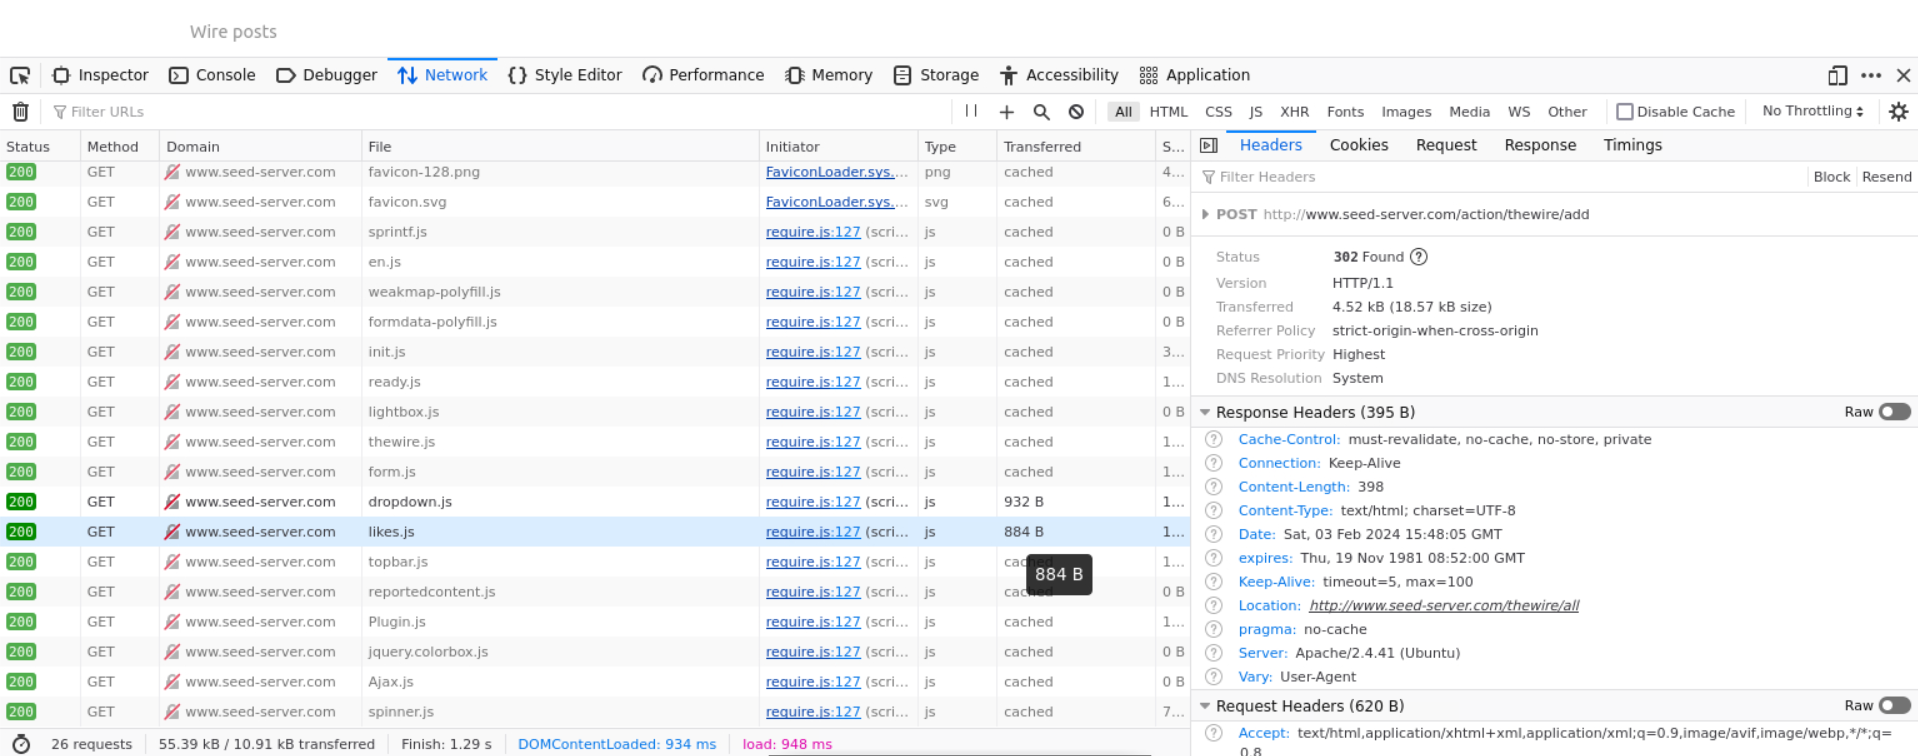 Wire posts
Inspector Console Debugger Network Style Editor Performance Memory Storage Accessibility Application
Filter URLs All HTML CSS JS XHR Fonts Images Media WS Other Disable Cache No Throttling
Status Method Domain File Initiator Type Transferred S...
200 GET www.seed-server.com favicon-128.png FaviconLoader.sys.... png cached 4...
200 GET www.seed-server.com favicon.svg FaviconLoader.sys.... svg cached 6...
200 GET www.seed-server.com sprintf.js require.js:127 (scri... js cached 0 B
200 GET www.seed-server.com en.js require.js:127 (scri... js cached 0 B
200 GET www.seed-server.com weakmap-polyfill.js require.js:127 (scri... js cached 0 B
200 GET www.seed-server.com formdata-polyfill.js require.js:127 (scri... js cached 0 B
200 GET www.seed-server.com init.js require.js:127 (scri... js cached 3...
200 GET www.seed-server.com ready.js require.js:127 (scri... js cached 1...
200 GET www.seed-server.com lightbox.js require.js:127 (scri... js cached 0 B
200 GET www.seed-server.com thewire.js require.js:127 (scri... js cached 1...
200 GET www.seed-server.com form.js require.js:127 (scri... js cached 1...
200 GET www.seed-server.com dropdown.js require.js:127 (scri... js 932 B 1...
200 GET www.seed-server.com likes.js require.js:127 (scri... js 884 B 1...
200 GET www.seed-server.com topbar.js require.js:127 (scri... js 1...
884 B
200 GET www.seed-server.com reportedcontent.js require.js:127 (scri... js cached 0 B
200 GET www.seed-server.com Plugin.js require.js:127 (scri... js cached 1...
200 GET www.seed-server.com jquery.colorbox.js require.js:127 (scri... js cached 0 B
200 GET www.seed-server.com Ajax.js require.js:127 (scri... js cached 0 B
200 GET www.seed-server.com spinner.js require.js:127 (scri... js cached 7...
26 requests 55.39 kB / 10.91 kB transferred Finish: 1.29 s DOMContentLoaded: 934 ms load: 948 ms
Headers Cookies Request Response Timings
Filter Headers Block Resend
POST http://www.seed-server.com/action/thewire/add
Status 302 Found
Version HTTP/1.1
Transferred 4.52 kB (18.57 kB size)
Referrer Policy strict-origin-when-cross-origin
Request Priority Highest
DNS Resolution System
Response Headers (395 B) Raw
Cache-Control: must-revalidate, no-cache, no-store, private
Connection: Keep-Alive
Content-Length: 398
Content-Type: text/html; charset=UTF-8
Date: Sat, 03 Feb 2024 15:48:05 GMT
expires: Thu, 19 Nov 1981 08:52:00 GMT
Keep-Alive: timeout=5, max=100
Location: http://www.seed-server.com/thewire/all
pragma: no-cache
Server: Apache/2.4.41 (Ubuntu)
Vary: User-Agent
Request Headers (620 B) Raw
Accept: text/html,application/xhtml+xml,application/xml;q=0.9,image/avif,image/webp,*/*;q=
0.8